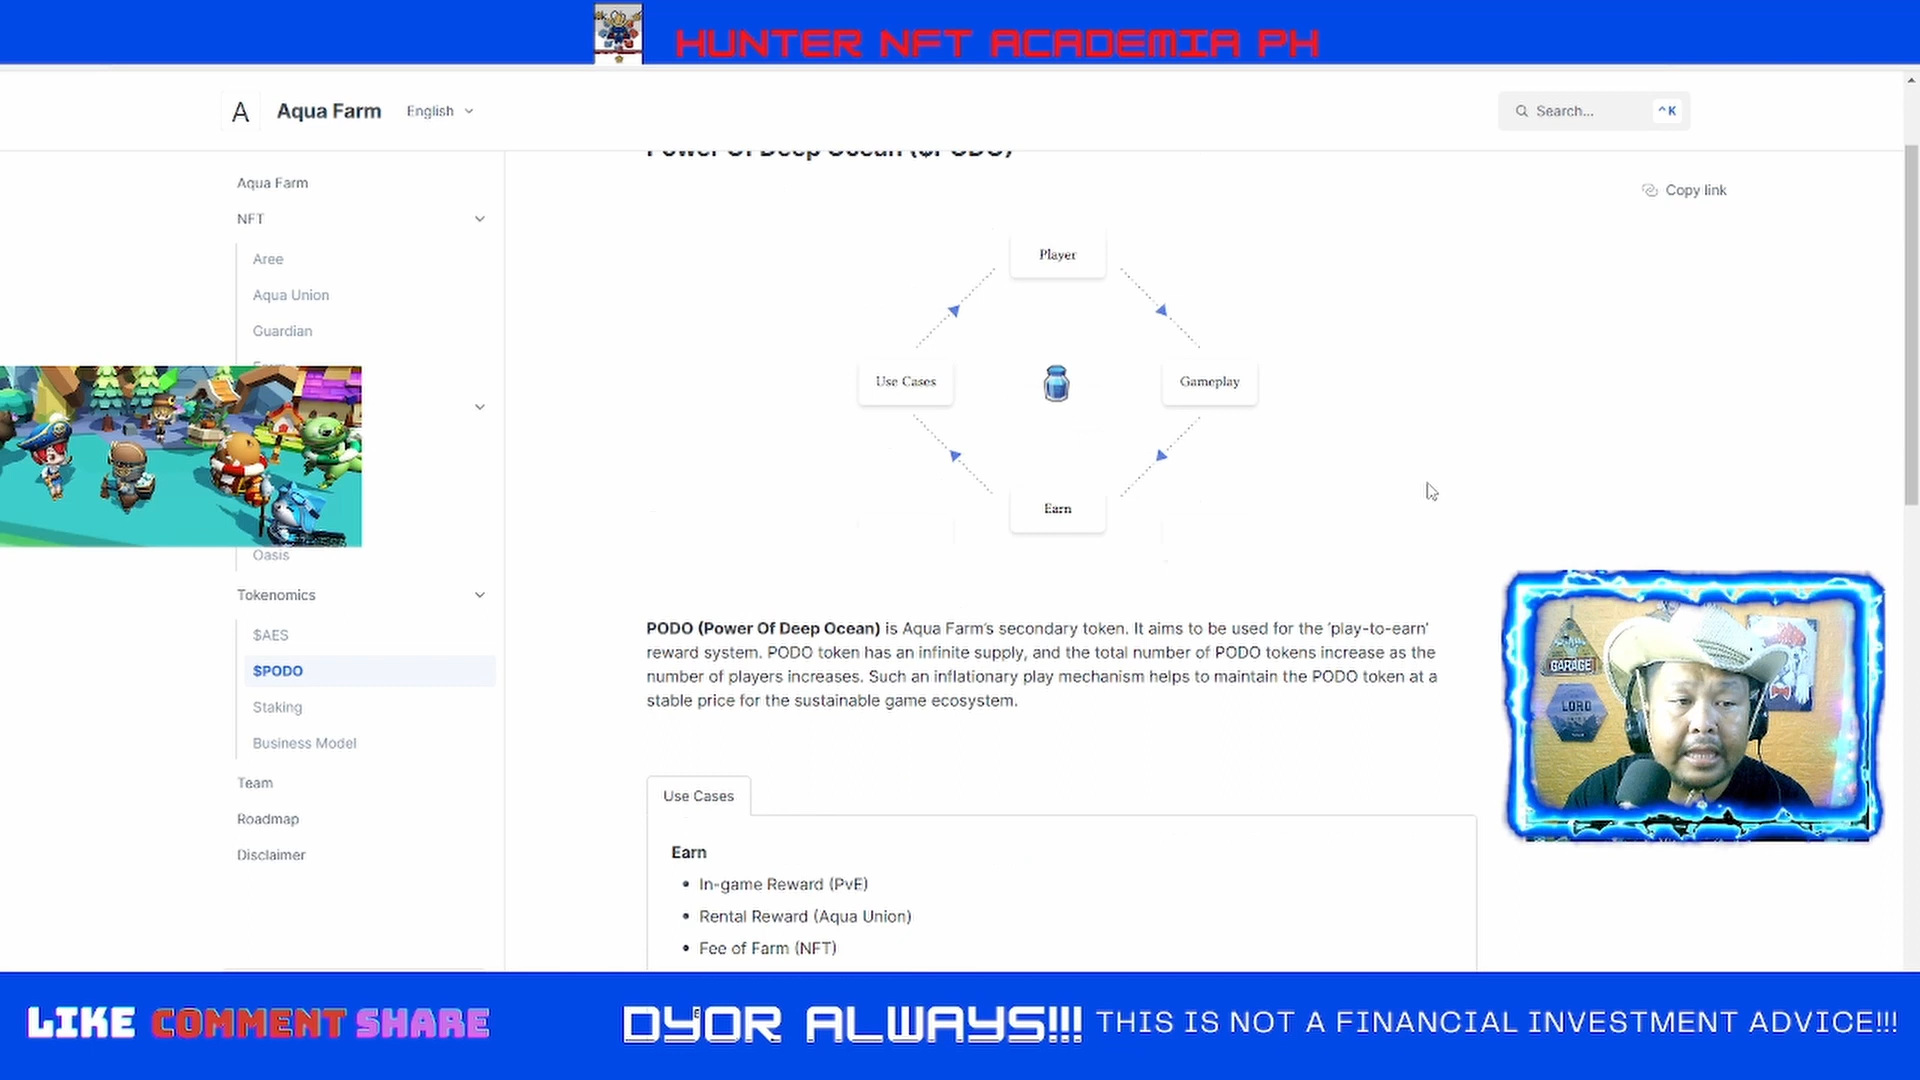 HUNTER NFT ACADEMIA PH
A
Aqua Farm
English
Search...
^K
Power Of Deep Ocean ($PODO)
Copy link
Aqua Farm
NFT
Aree
Aqua Union
Guardian
Oasis
Tokenomics
$AES
$PODO
Staking
Business Model
Team
Roadmap
Disclaimer
Player
Use Cases
Gameplay
Earn
PODO (Power Of Deep Ocean) is Aqua Farm's secondary token. It aims to be used for the 'play-to-earn'
reward system. PODO token has an infinite supply, and the total number of PODO tokens increase as the
number of players increases. Such an inflationary play mechanism helps to maintain the PODO token at a
stable price for the sustainable game ecosystem.
Use Cases
Earn
• In-game Reward (PvE)
• Rental Reward (Aqua Union)
• Fee of Farm (NFT)
GARAGE
LORD
LIKE COMMENT SHARE
DYOR ALWAYS!!!
THIS IS NOT A FINANCIAL INVESTMENT ADVICE!!!